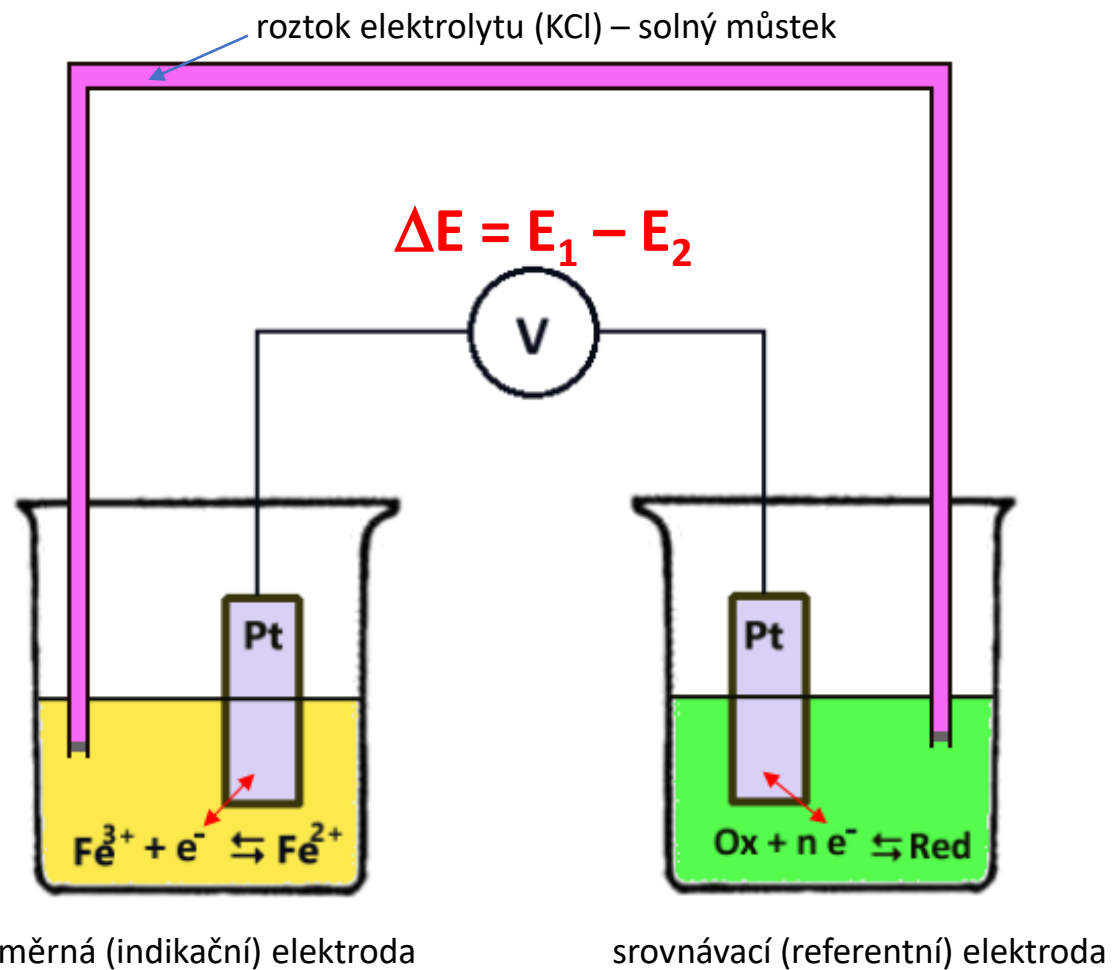 roztok elektrolytu (KCl) – solný můstek
ΔE = E₁ – E₂
V
Pt
Pt
Fe³⁺ + e⁻ ⇆ Fe²⁺
Ox + n e⁻ ⇆ Red
měrná (indikační) elektroda
srovnávací (referentní) elektroda